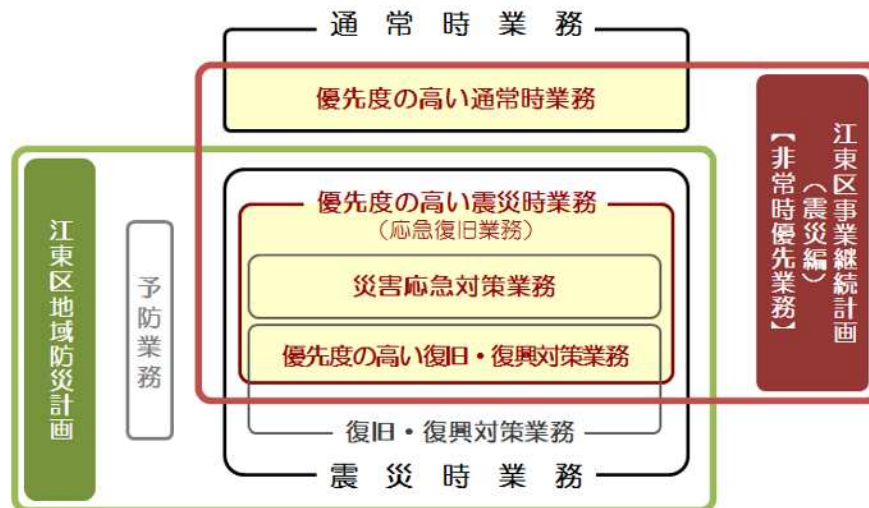 通常時業務
優先度の高い通常時業務
江東区事業継続計画
（震災編）
【非常時優先業務】
江東区地域防災計画
予防業務
優先度の高い震災時業務
（応急復旧業務）
災害応急対策業務
優先度の高い復旧・復興対策業務
復旧・復興対策業務
震災時業務